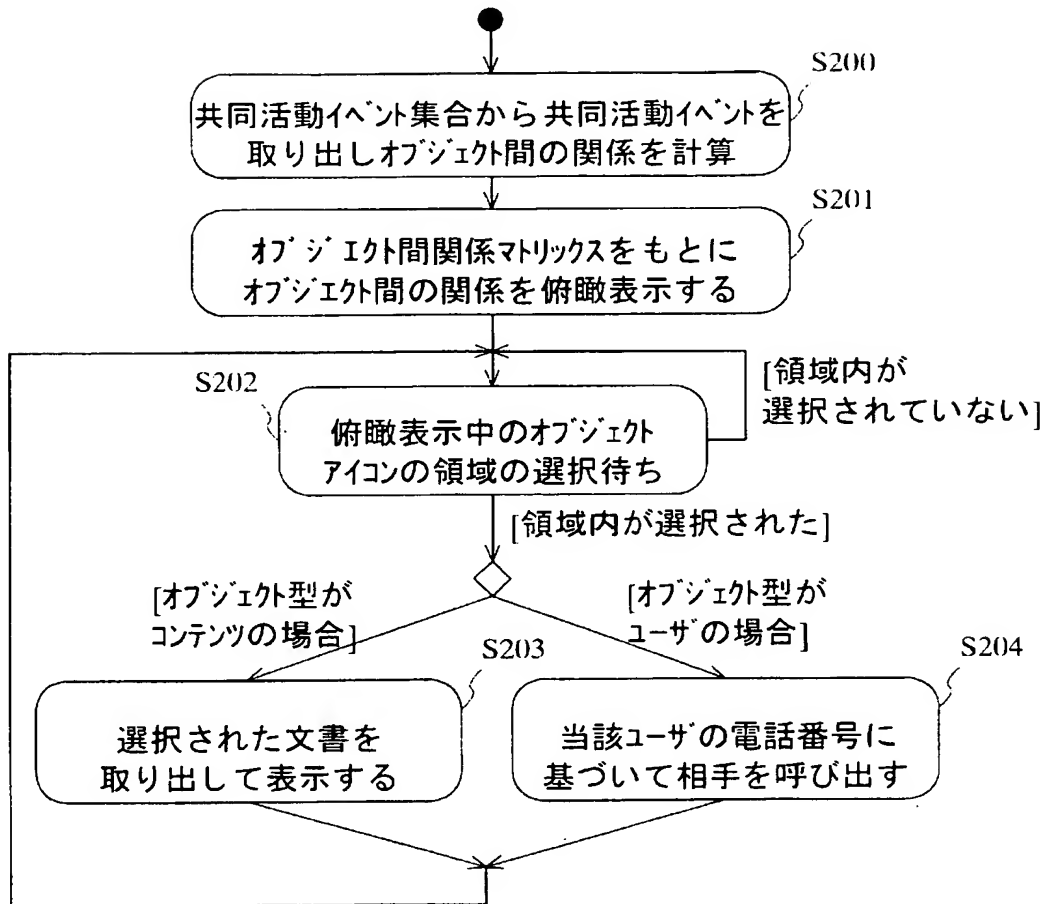 S200
共同活動イベント集合から共同活動イベントを
取り出しオブジェクト間の関係を計算
S201
オブジェクト間関係マトリックスをもとに
オブジェクト間の関係を俯瞰表示する
S202
[領域内が
選択されていない]
俯瞰表示中のオブジェクト
アイコンの領域の選択待ち
[領域内が選択された]
[オブジェクト型が
コンテンツの場合]
[オブジェクト型が
ユーザの場合]
S203
S204
選択された文書を
取り出して表示する
当該ユーザの電話番号に
基づいて相手を呼び出す